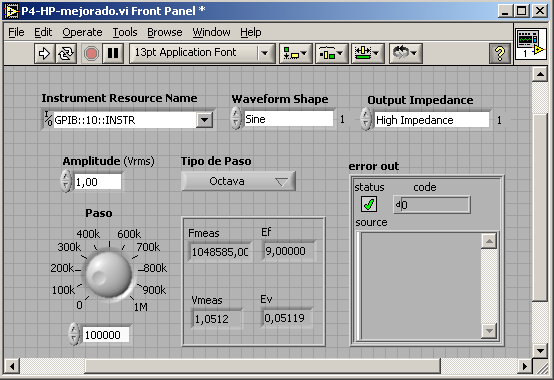 P4-HP-mejorado.vi Front Panel *
File Edit Operate Tools Browse Window Help
13pt Application Font
?
1
Instrument Resource Name
Waveform Shape
Output Impedance
I/O GPIB::10::INSTR
Sine 1
High Impedance 1
Amplitude (Vrms)
Tipo de Paso
error out
1,00
Octava
status code
d0
source
Paso
400k 600k
300k 700k
200k 800k
100k 900k
0 1M
100000
Fmeas Ef
1048585,00 9,00000
Vmeas Ev
1,0512 0,05119